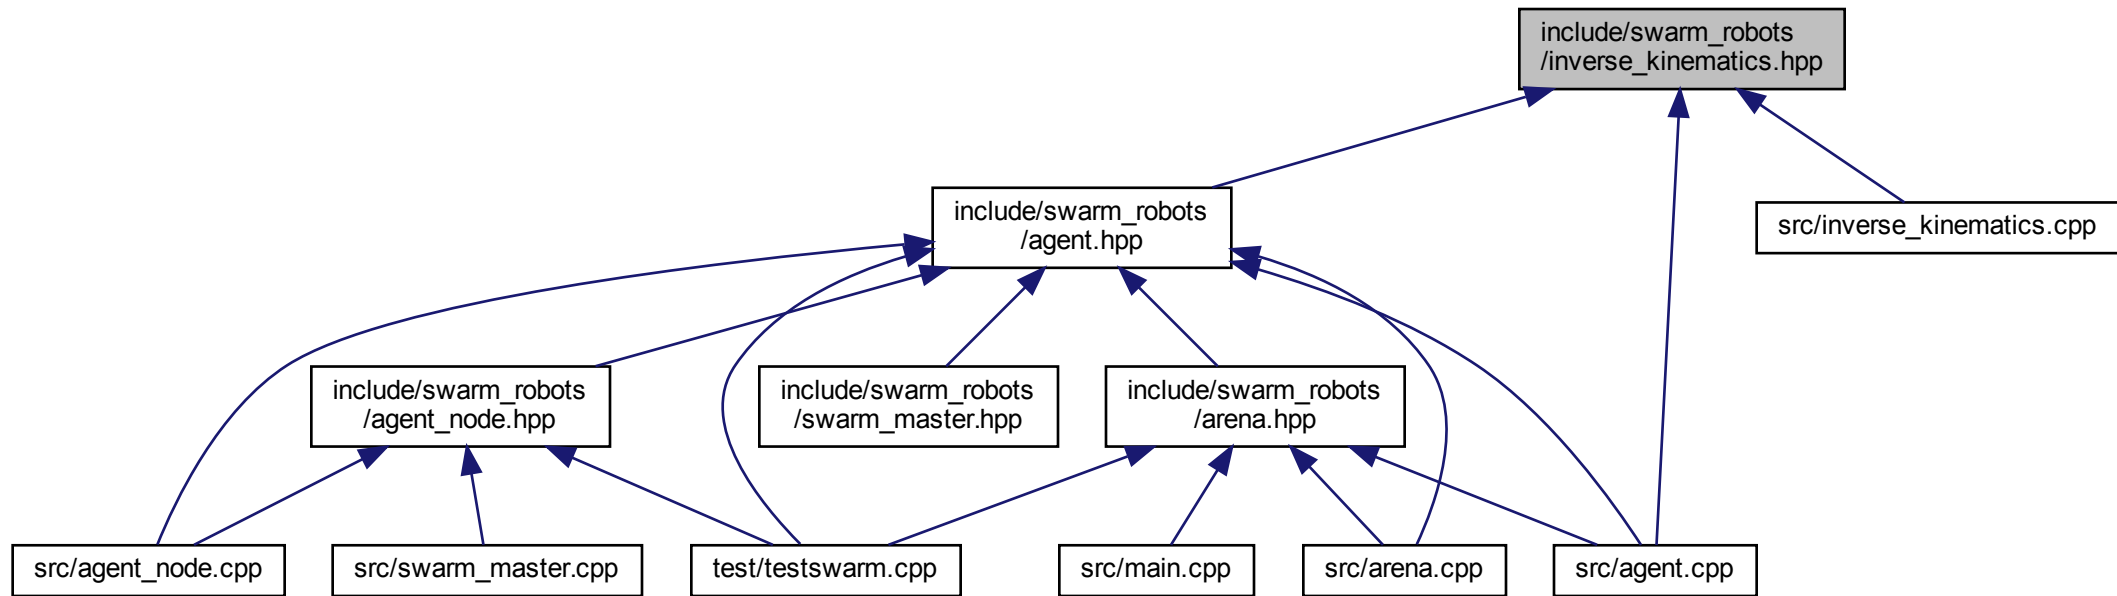 include/swarm_robots
/inverse_kinematics.hpp
include/swarm_robots
/agent.hpp
src/inverse_kinematics.cpp
include/swarm_robots
/agent_node.hpp
include/swarm_robots
/swarm_master.hpp
include/swarm_robots
/arena.hpp
src/agent_node.cpp
src/swarm_master.cpp
test/testswarm.cpp
src/main.cpp
src/arena.cpp
src/agent.cpp